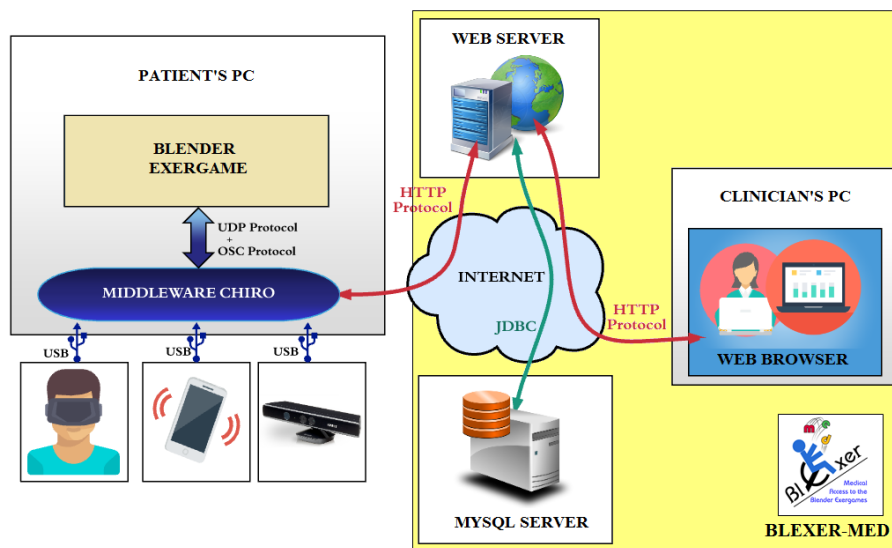 PATIENT'S PC
BLENDER
EXERGAME
UDP Protocol
+
OSC Protocol
MIDDLEWARE CHIRO
USB
USB
USB
WEB SERVER
HTTP
Protocol
INTERNET
JDBC
HTTP
Protocol
MYSQL SERVER
CLINICIAN'S PC
WEB BROWSER
Blexer
Medical
Access to the
Blender Exergames
BLEXER-MED